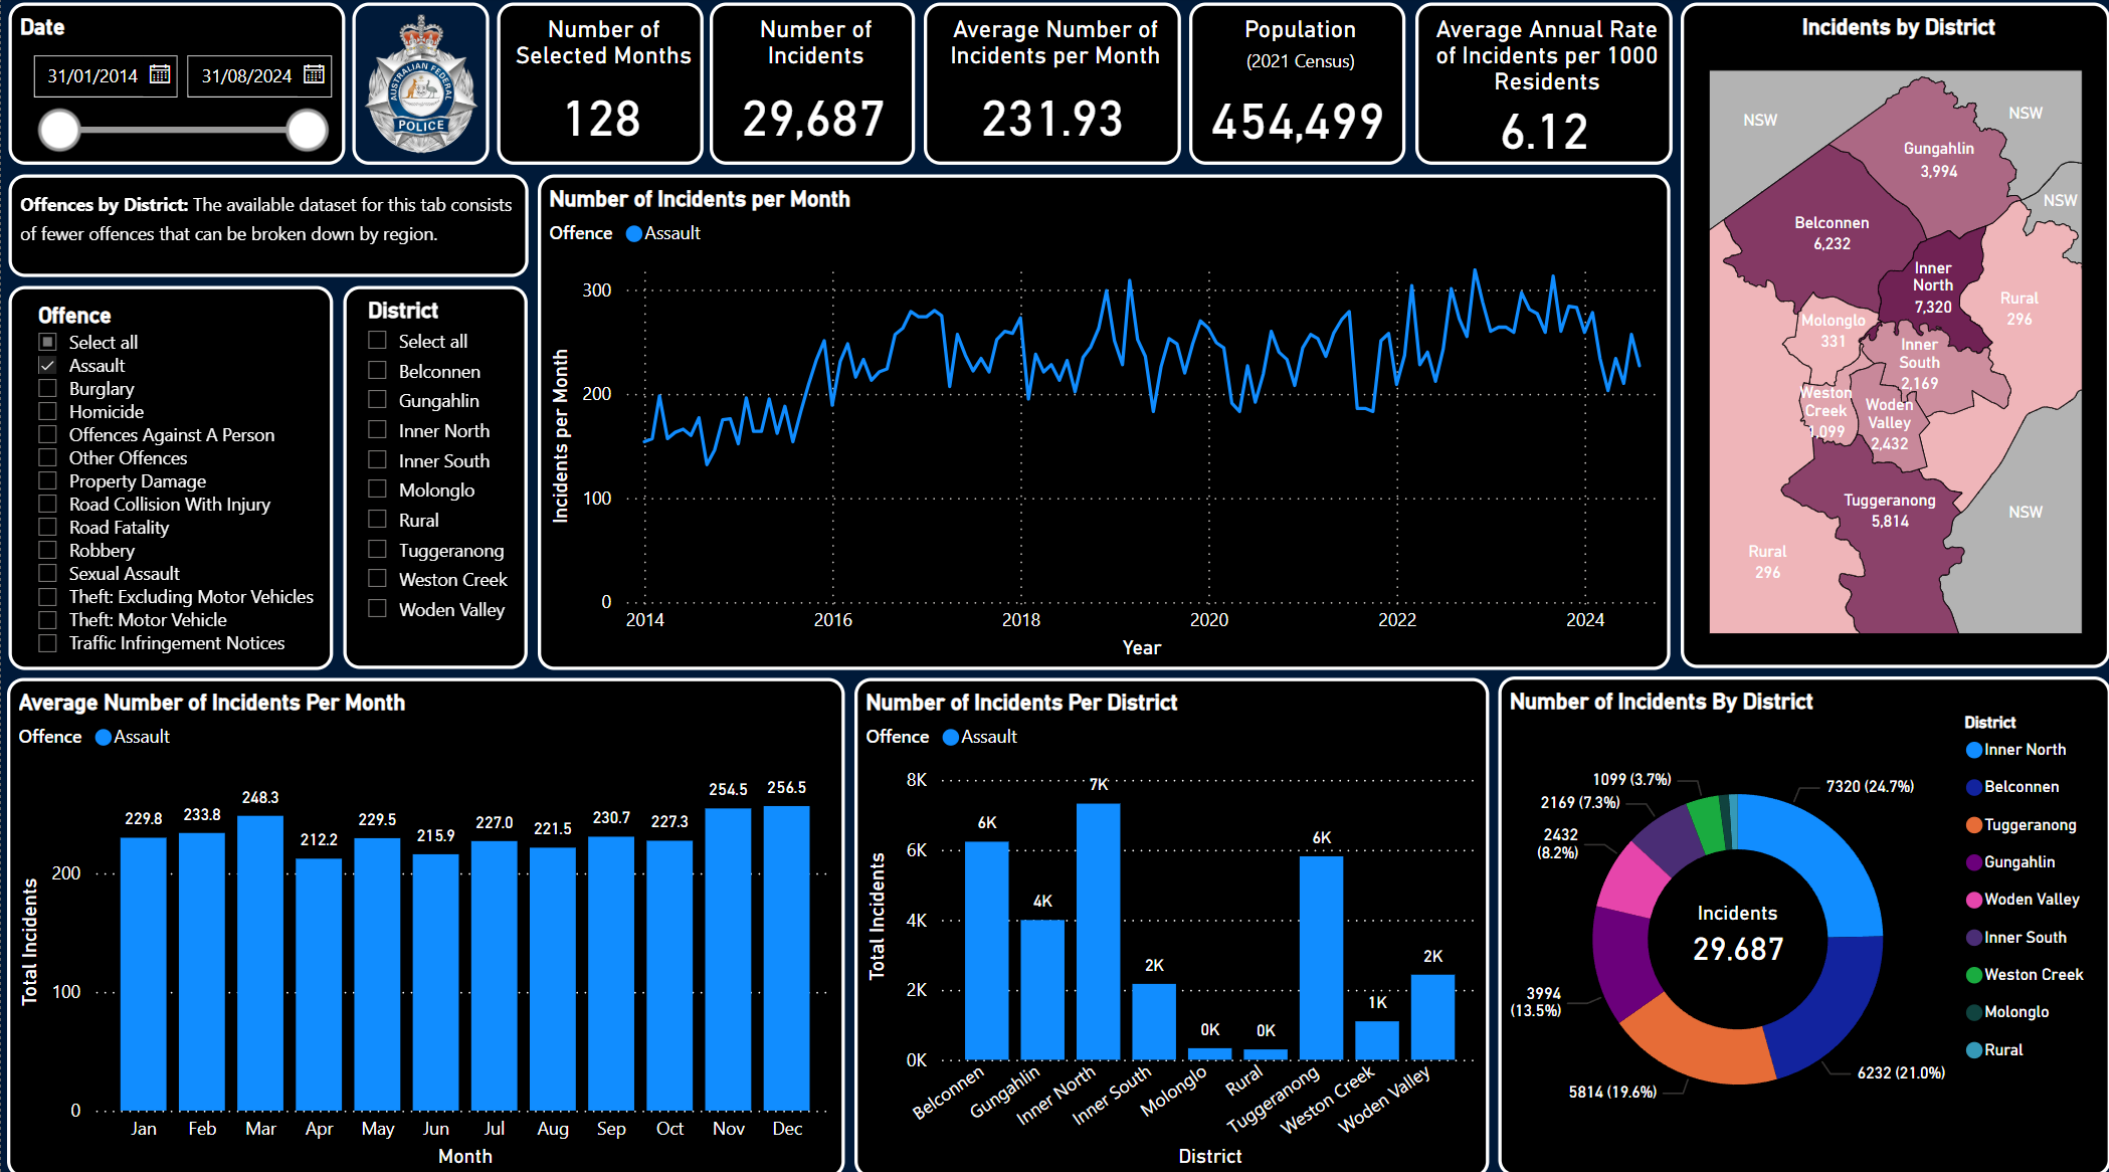 Date
31/01/2014
31/08/2024
AUSTRALIAN FEDERAL
POLICE
Number of
Selected Months
128
Number of
Incidents
29,687
Average Number of
Incidents per Month
231.93
Population
(2021 Census)
454,499
Average Annual Rate
of Incidents per 1000
Residents
6.12
Incidents by District
NSW
NSW
Gungahlin
3,994
NSW
Belconnen
6,232
Inner
North
7,320
Rural
296
Molonglo
331
Inner
South
2,169
Weston
Creek
1,099
Woden
Valley
2,432
Tuggeranong
5,814
NSW
Rural
296
Offences by District: The available dataset for this tab consists
of fewer offences that can be broken down by region.
Offence
Select all
Assault
Burglary
Homicide
Offences Against A Person
Other Offences
Property Damage
Road Collision With Injury
Road Fatality
Robbery
Sexual Assault
Theft: Excluding Motor Vehicles
Theft: Motor Vehicle
Traffic Infringement Notices
District
Select all
Belconnen
Gungahlin
Inner North
Inner South
Molonglo
Rural
Tuggeranong
Weston Creek
Woden Valley
Number of Incidents per Month
Offence Assault
Incidents per Month
300
200
100
0
2014 2016 2018 2020 2022 2024
Year
Average Number of Incidents Per Month
Offence Assault
Total Incidents
200
100
0
229.8 233.8 248.3 212.2 229.5 215.9 227.0 221.5 230.7 227.3 254.5 256.5
Jan Feb Mar Apr May Jun Jul Aug Sep Oct Nov Dec
Month
Number of Incidents Per District
Offence Assault
Total Incidents
8K
6K
4K
2K
0K
6K 4K 7K 2K 0K 0K 6K 1K 2K
Belconnen Gungahlin Inner North Inner South Molonglo Rural Tuggeranong Weston Creek Woden Valley
District
Number of Incidents By District
1099 (3.7%)
2169 (7.3%)
2432
(8.2%)
3994
(13.5%)
5814 (19.6%)
7320 (24.7%)
6232 (21.0%)
Incidents
29.687
District
Inner North
Belconnen
Tuggeranong
Gungahlin
Woden Valley
Inner South
Weston Creek
Molonglo
Rural